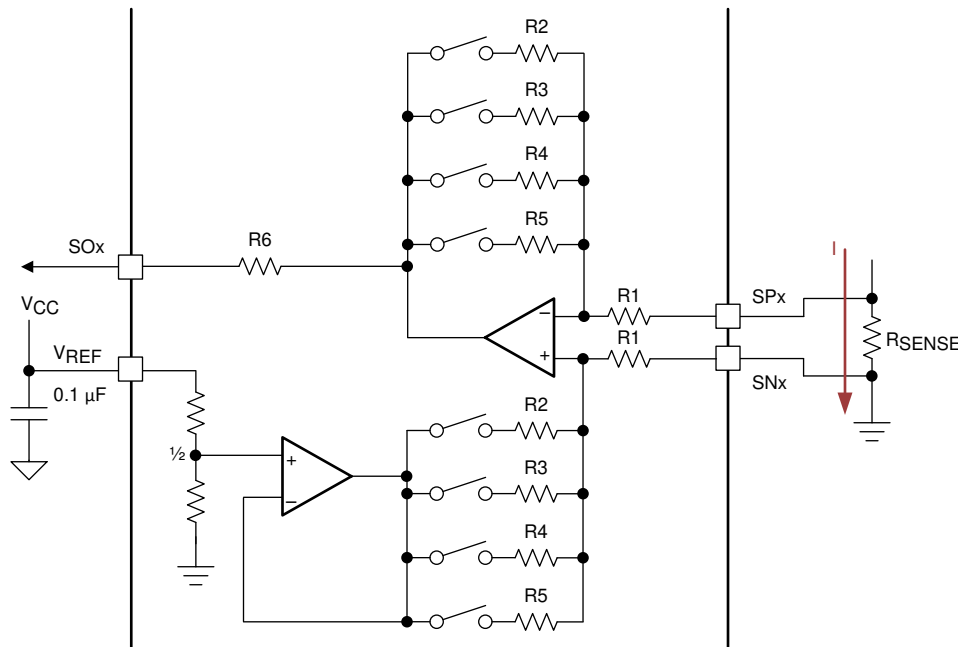 R2
R3
R4
R5
SOx
R6
I
VCC
R1
SPx
−
RSENSE
VREF
+
R1
0.1 µF
SNx
R2
½
+
R3
−
R4
R5